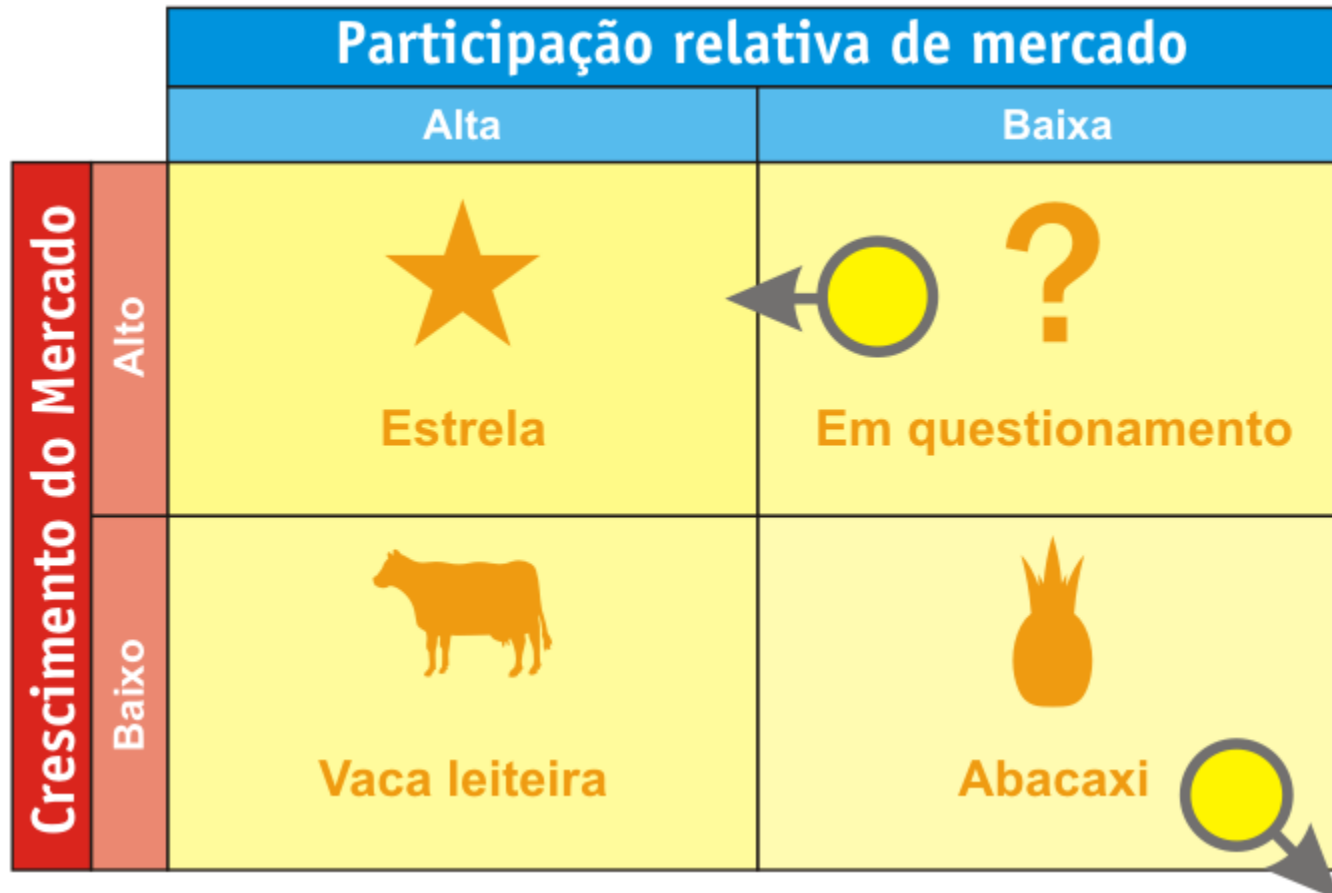 Participação relativa de mercado
Alta
Baixa
Crescimento do Mercado
Alto
?
Estrela
Em questionamento
Baixo
Vaca leiteira
Abacaxi